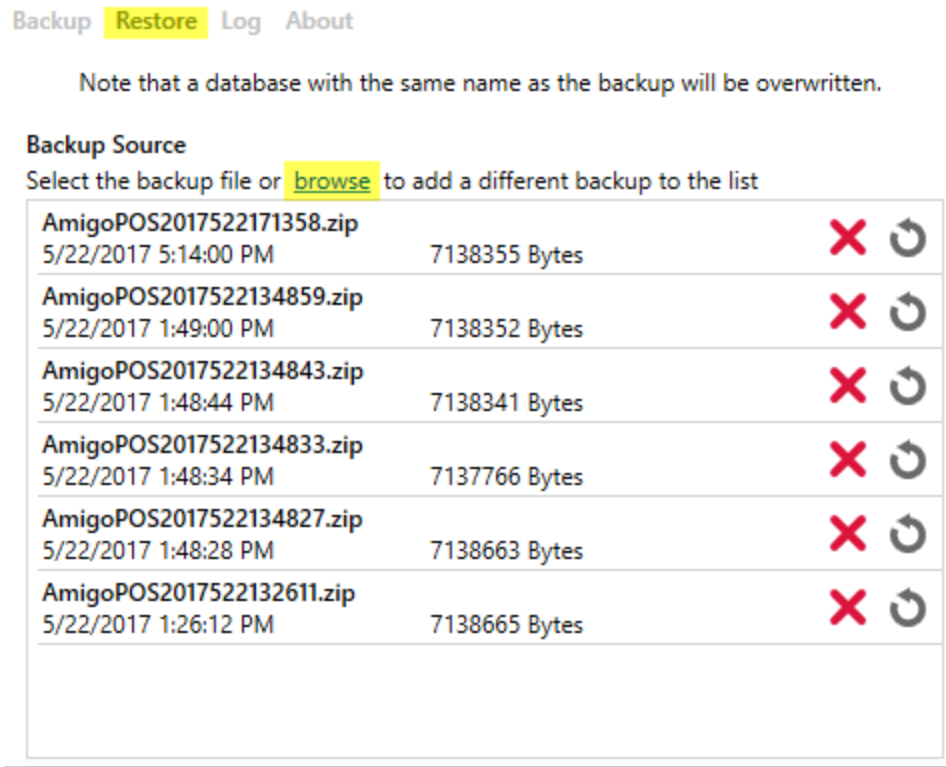 Backup Restore Log About
Note that a database with the same name as the backup will be overwritten.
Backup Source
Select the backup file or browse to add a different backup to the list
AmigoPOS2017522171358.zip
5/22/2017 5:14:00 PM 7138355 Bytes
AmigoPOS2017522134859.zip
5/22/2017 1:49:00 PM 7138352 Bytes
AmigoPOS2017522134843.zip
5/22/2017 1:48:44 PM 7138341 Bytes
AmigoPOS2017522134833.zip
5/22/2017 1:48:34 PM 7137766 Bytes
AmigoPOS2017522134827.zip
5/22/2017 1:48:28 PM 7138663 Bytes
AmigoPOS2017522132611.zip
5/22/2017 1:26:12 PM 7138665 Bytes